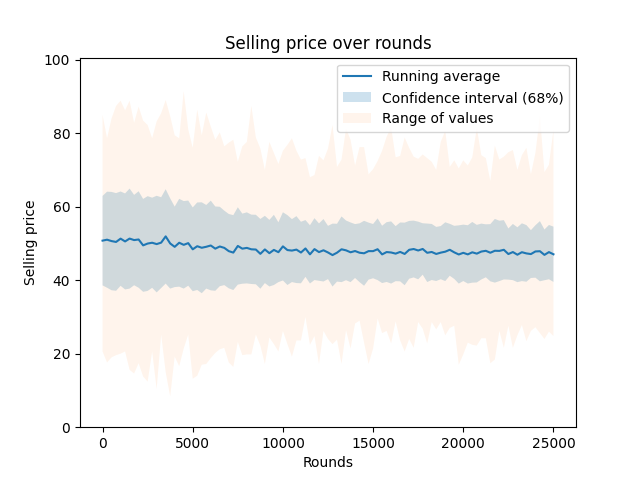 Selling price over rounds
Running average
Confidence interval (68%)
Range of values
100
80
60
40
20
0
Selling price
0 5000 10000 15000 20000 25000
Rounds